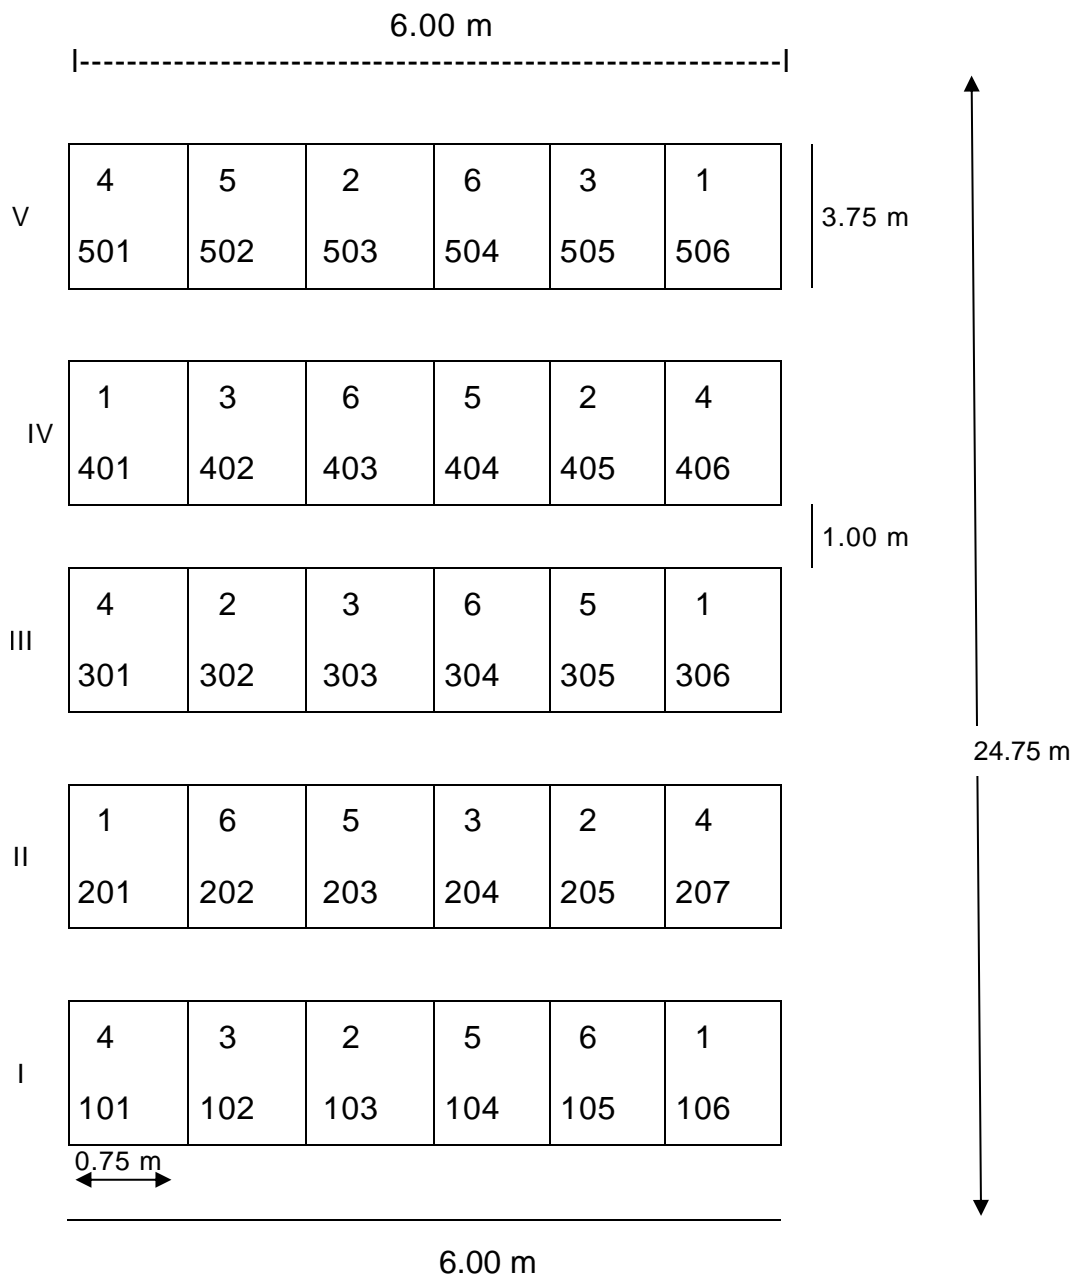 6.00 m
4 5 2 6 3 1
V 3.75 m
501 502 503 504 505 506
1 3 6 5 2 4
IV
401 402 403 404 405 406
1.00 m
4 2 3 6 5 1
III
301 302 303 304 305 306
24.75 m
1 6 5 3 2 4
II
201 202 203 204 205 207
4 3 2 5 6 1
I
101 102 103 104 105 106
0.75 m
6.00 m